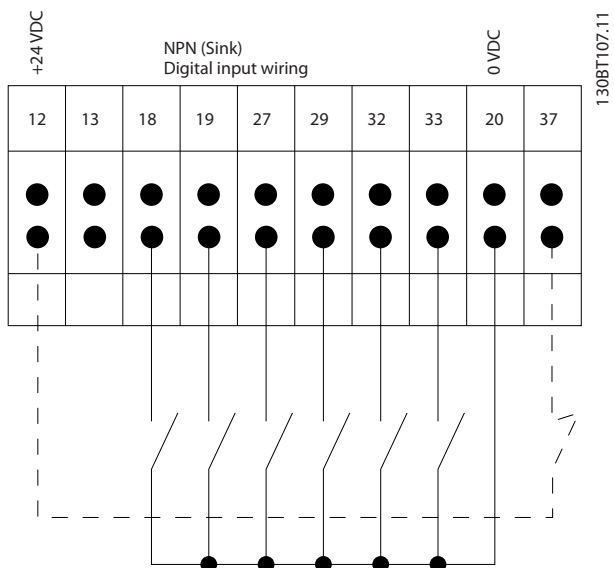 +24 VDC
NPN (Sink)
Digital input wiring
0 VDC
130BT107.11
12 13 18 19 27 29 32 33 20 37